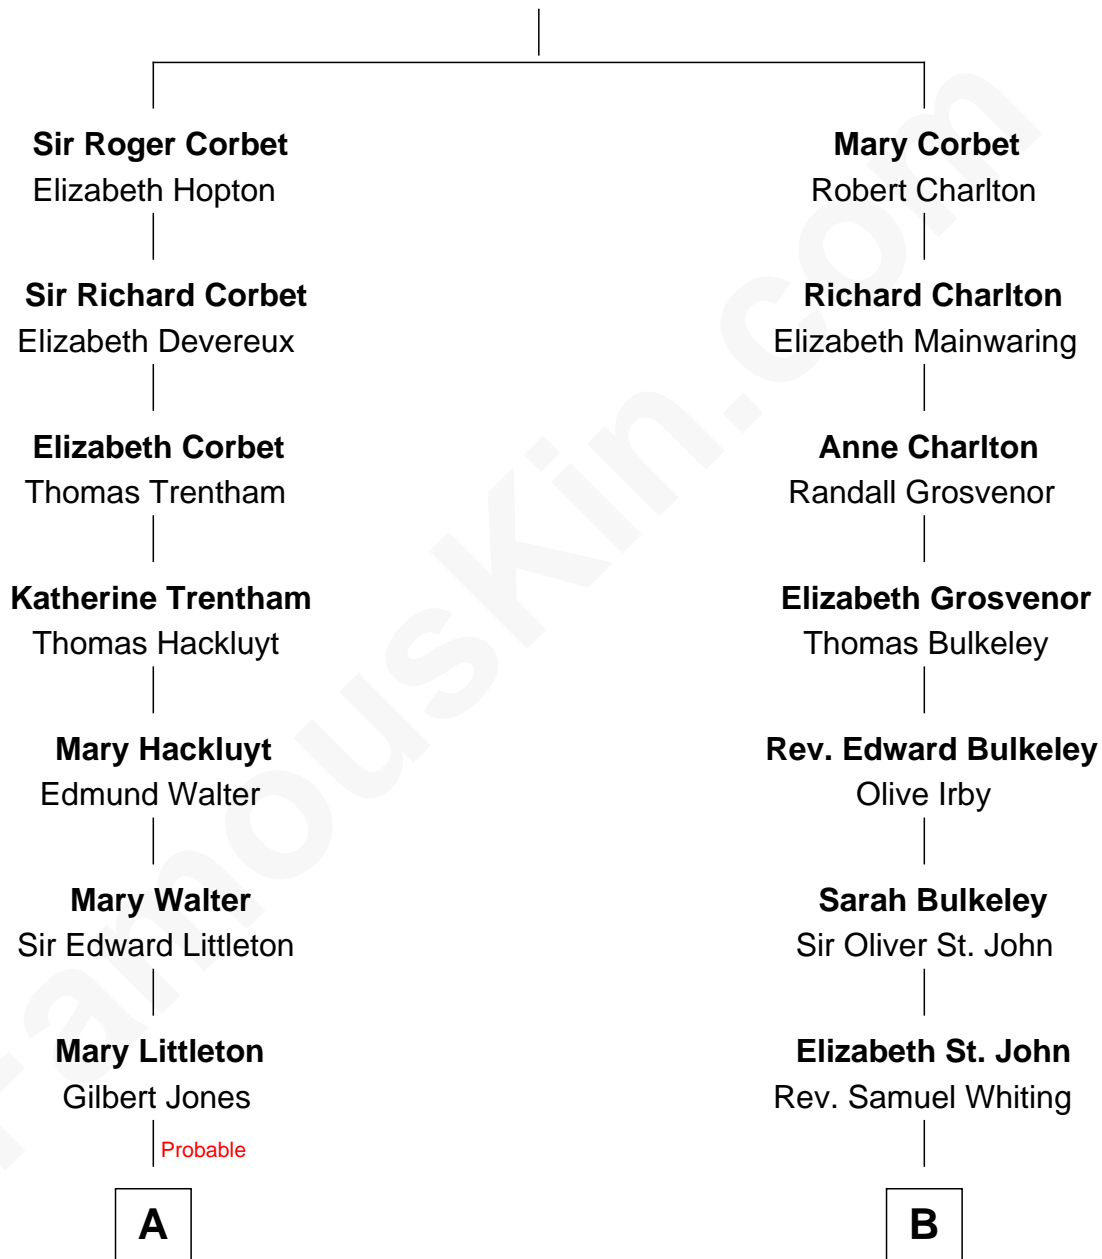 Sir Roger Corbet
Elizabeth Hopton
Sir Richard Corbet
Elizabeth Devereux
Elizabeth Corbet
Thomas Trentham
Katherine Trentham
Thomas Hackluyt
Mary Hackluyt
Edmund Walter
Mary Walter
Sir Edward Littleton
Mary Littleton
Gilbert Jones
Probable
A
Mary Corbet
Robert Charlton
Richard Charlton
Elizabeth Mainwaring
Anne Charlton
Randall Grosvenor
Elizabeth Grosvenor
Thomas Bulkeley
Rev. Edward Bulkeley
Olive Irby
Sarah Bulkeley
Sir Oliver St. John
Elizabeth St. John
Rev. Samuel Whiting
B
FamousKin.com